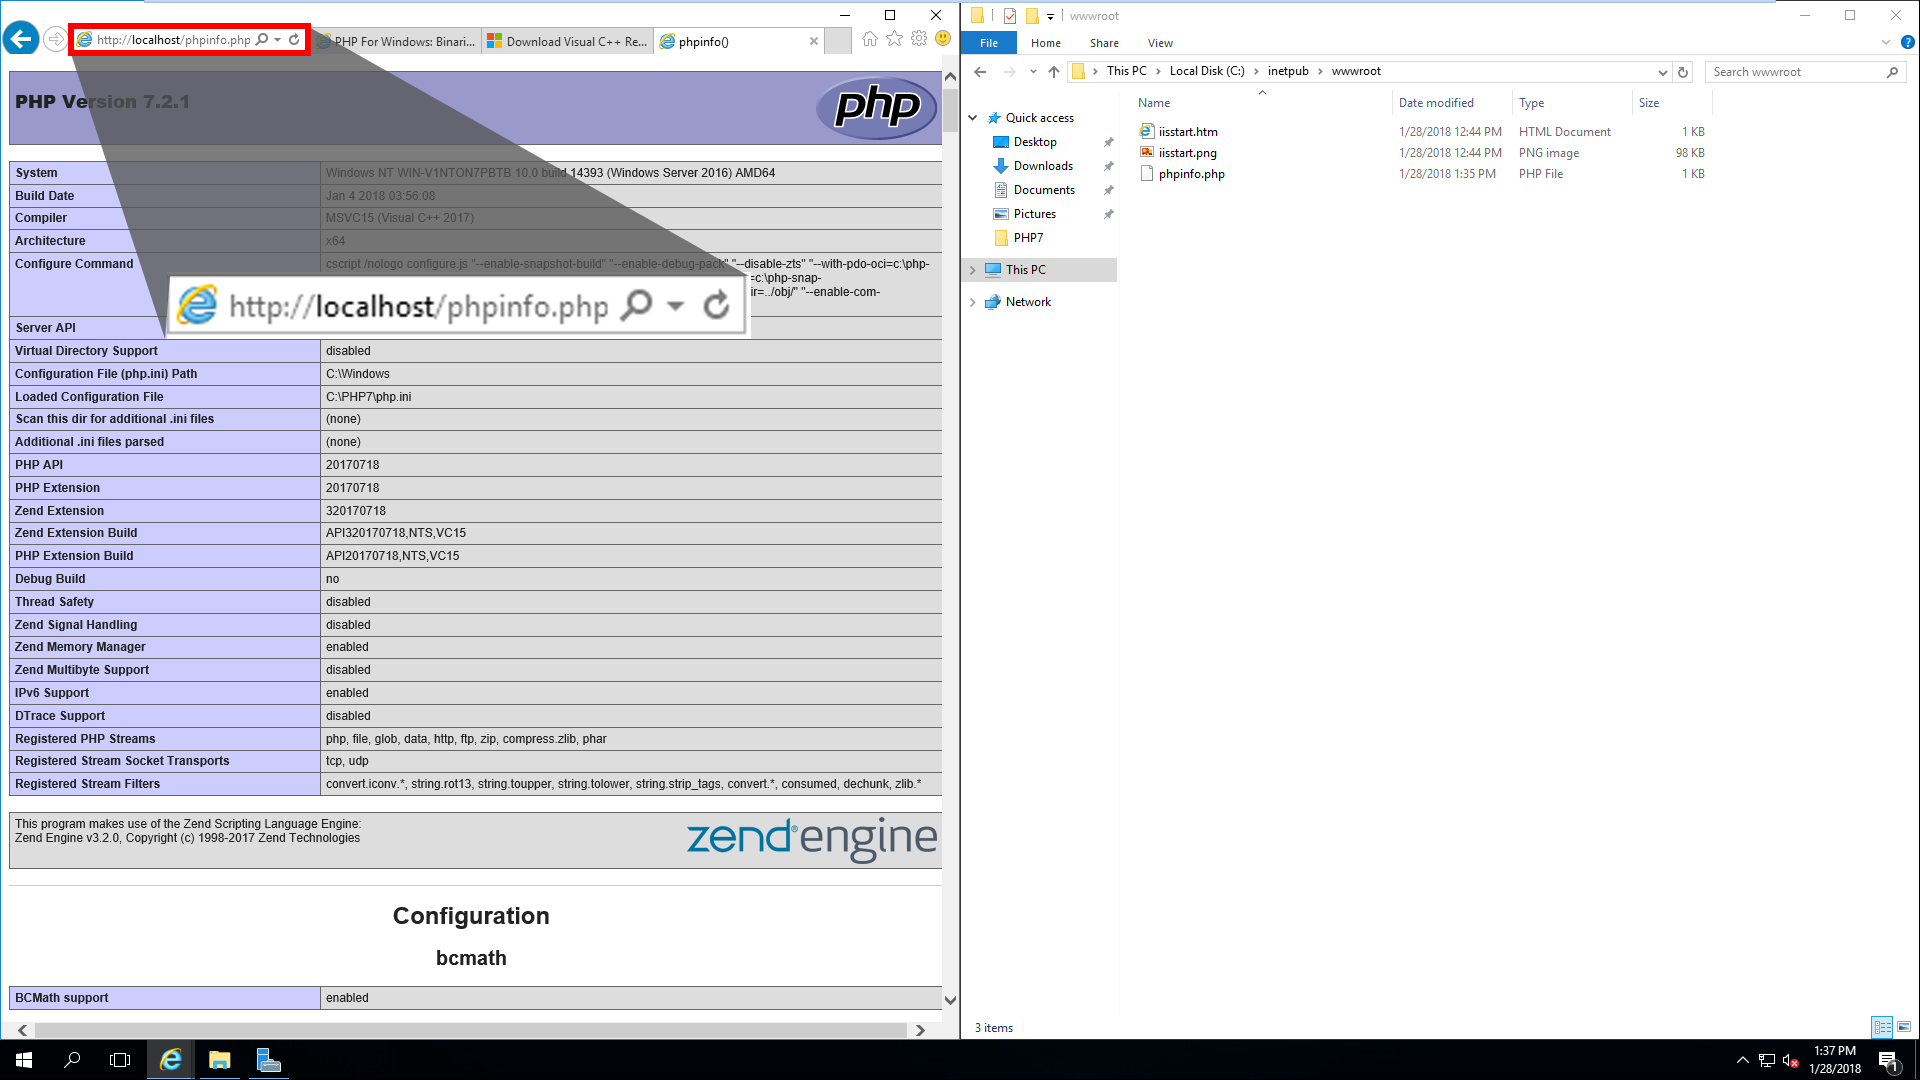 http://localhost/phpinfo.php
PHP For Windows: Binari...
Download Visual C++ Re...
phpinfo()
PHP Version 7.2.1
php
System Windows NT WIN-V1NTON7PBTB 10.0 build 14393 (Windows Server 2016) AMD64
Build Date Jan 4 2018 03:56:08
Compiler MSVC15 (Visual C++ 2017)
Architecture x64
Configure Command cscript /nologo configure.js "--enable-snapshot-build" "--enable-debug-pack" "--disable-zts" "--with-pdo-oci=c:\php-
=c:\php-snap-
ir=../obj/" "--enable-com-
http://localhost/phpinfo.php
Server API
Virtual Directory Support disabled
Configuration File (php.ini) Path C:\Windows
Loaded Configuration File C:\PHP7\php.ini
Scan this dir for additional .ini files (none)
Additional .ini files parsed (none)
PHP API 20170718
PHP Extension 20170718
Zend Extension 320170718
Zend Extension Build API320170718,NTS,VC15
PHP Extension Build API20170718,NTS,VC15
Debug Build no
Thread Safety disabled
Zend Signal Handling disabled
Zend Memory Manager enabled
Zend Multibyte Support disabled
IPv6 Support enabled
DTrace Support disabled
Registered PHP Streams php, file, glob, data, http, ftp, zip, compress.zlib, phar
Registered Stream Socket Transports tcp, udp
Registered Stream Filters convert.iconv.*, string.rot13, string.toupper, string.tolower, string.strip_tags, convert.*, consumed, dechunk, zlib.*
This program makes use of the Zend Scripting Language Engine:
Zend Engine v3.2.0, Copyright (c) 1998-2017 Zend Technologies
zend® engine
Configuration
bcmath
BCMath support enabled
wwwroot
File Home Share View
This PC Local Disk (C:) inetpub wwwroot
Search wwwroot
Quick access
Desktop
Downloads
Documents
Pictures
PHP7
This PC
Network
Name Date modified Type Size
iisstart.htm 1/28/2018 12:44 PM HTML Document 1 KB
iisstart.png 1/28/2018 12:44 PM PNG image 98 KB
phpinfo.php 1/28/2018 1:35 PM PHP File 1 KB
3 items
1:37 PM
1/28/2018
1